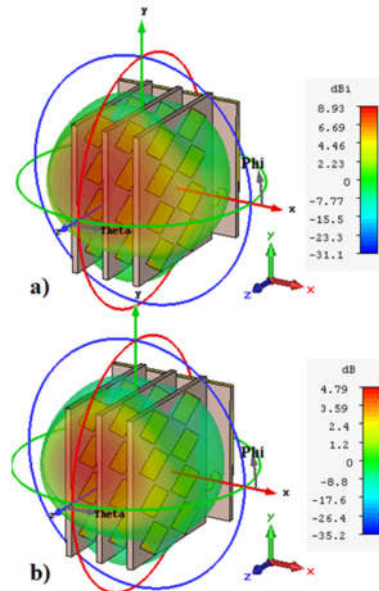 y
dBi
8.93
6.69
4.46
2.23
0
-7.77
-15.5
-23.3
-31.1
Phi
x
z
Theta
a)
y
z
x
y
dB
4.79
3.59
2.4
1.2
0
-8.8
-17.6
-26.4
-35.2
Phi
x
z
Theta
b)
y
z
x